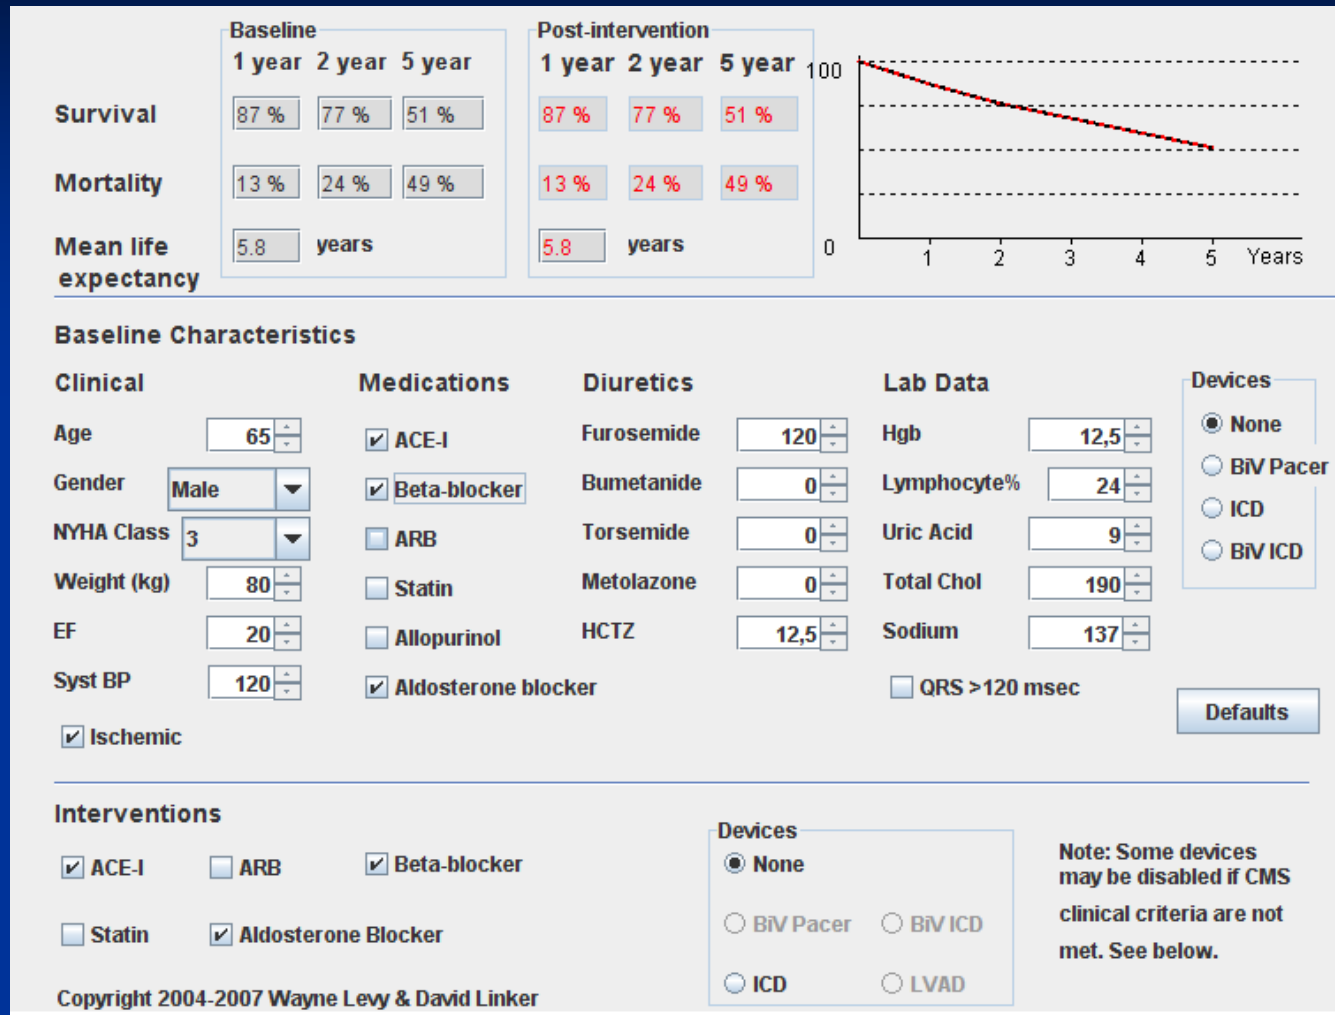 Baseline
Post-intervention
1 year 2 year 5 year
1 year 2 year 5 year
100
Survival
87 % 77 % 51 %
87 % 77 % 51 %
Mortality
13 % 24 % 49 %
13 % 24 % 49 %
Mean life
expectancy
5.8 years
5.8 years
0
1 2 3 4 5 Years
Baseline Characteristics
Clinical Medications Diuretics Lab Data Devices
Age 65 ACE-I Furosemide 120 Hgb 12,5 None
Gender Male Beta-blocker Bumetanide 0 Lymphocyte% 24 BiV Pacer
NYHA Class 3 ARB Torsemide 0 Uric Acid 9 ICD
Weight (kg) 80 Statin Metolazone 0 Total Chol 190 BiV ICD
EF 20 Allopurinol HCTZ 12,5 Sodium 137
Syst BP 120 Aldosterone blocker QRS >120 msec
Defaults
Ischemic
Interventions
ACE-I ARB Beta-blocker
Statin Aldosterone Blocker
Devices
None
BiV Pacer BiV ICD
ICD LVAD
Note: Some devices
may be disabled if CMS
clinical criteria are not
met. See below.
Copyright 2004-2007 Wayne Levy & David Linker